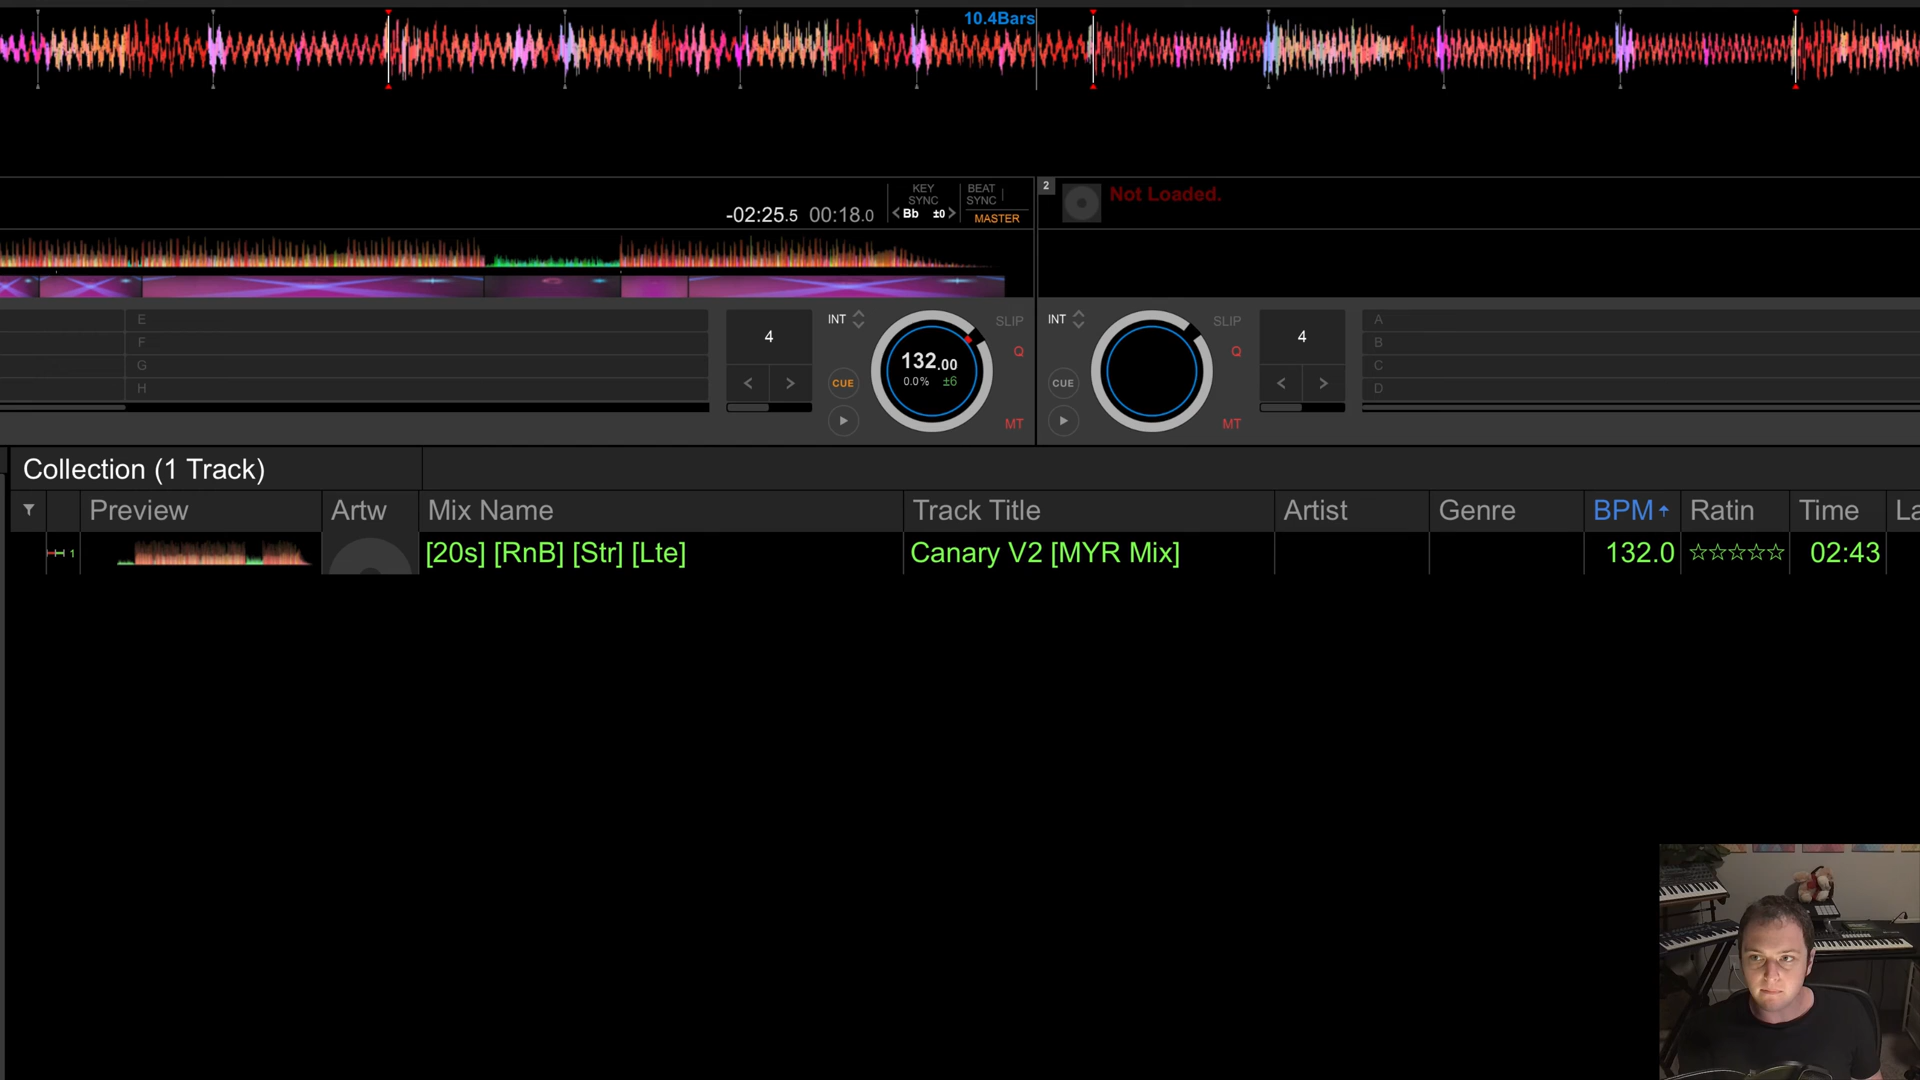 10.4Bars
-02:25.5 00:18.0
KEY SYNC
< Bb ±0 >
BEAT SYNC
MASTER
2
Not Loaded.
E
F
G
H
4
< >
INT
CUE
132.00
0.0% ±6
SLIP
Q
MT
INT
CUE
SLIP
Q
MT
4
< >
A
B
C
D
Collection (1 Track)
Preview Artw Mix Name Track Title Artist Genre BPM Ratin Time La
1 [20s] [RnB] [Str] [Lte] Canary V2 [MYR Mix] 132.0 ☆☆☆☆☆ 02:43